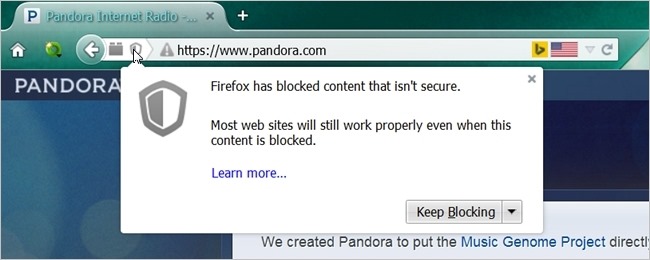 Pandora Internet Radio -...
https://www.pandora.com
PANDORA
Firefox has blocked content that isn't secure.
Most web sites will still work properly even when this
content is blocked.
Learn more...
Keep Blocking
We created Pandora to put the Music Genome Project directly